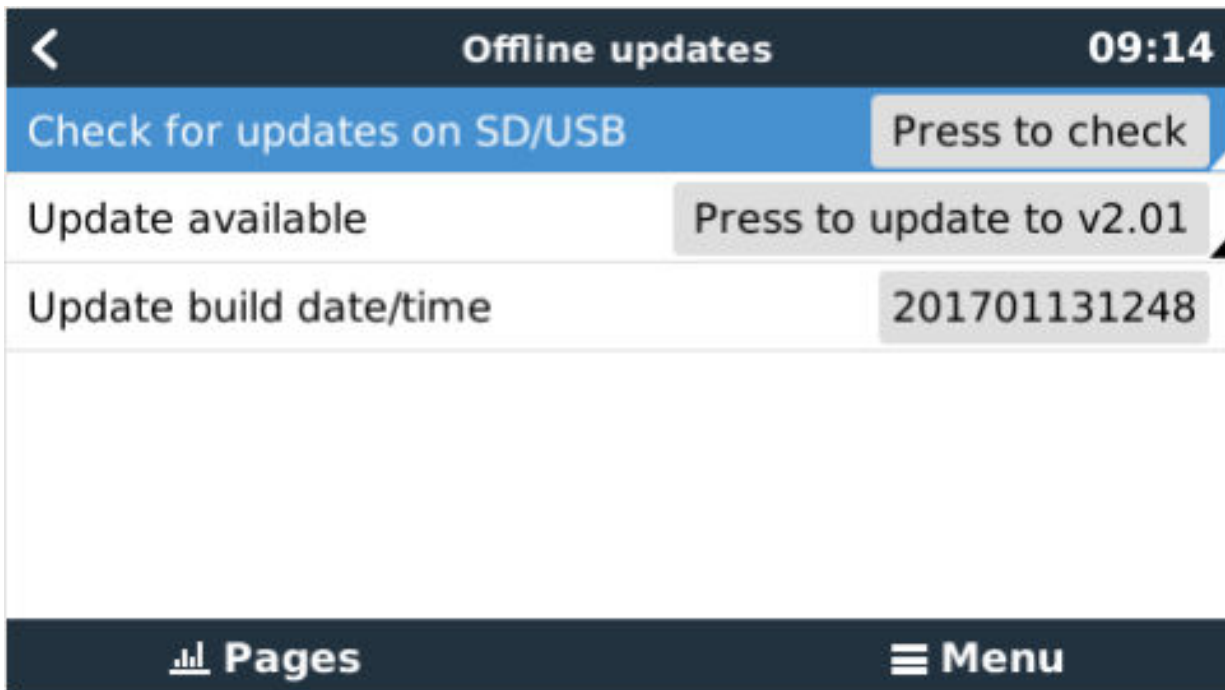 Offline updates 09:14
Check for updates on SD/USB Press to check
Update available Press to update to v2.01
Update build date/time 201701131248
Pages Menu